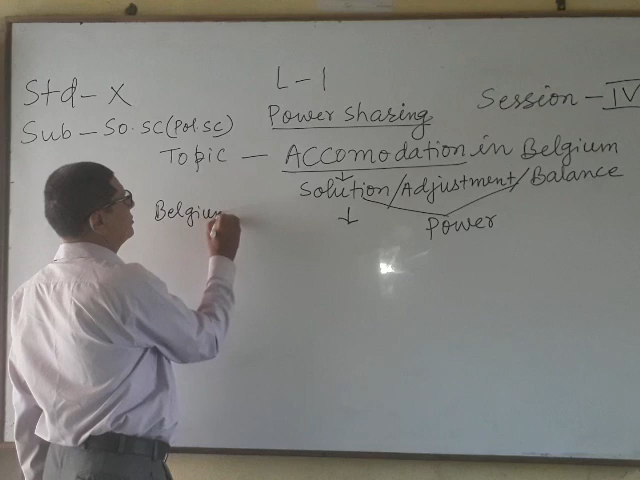 L-1
Std-X
Power Sharing
Session-IV
Sub-So.SC(Pol.SC)
Topic - ACCOModation in Belgium
↓
Solution/Adjustment/Balance
↓
Power
Belgium